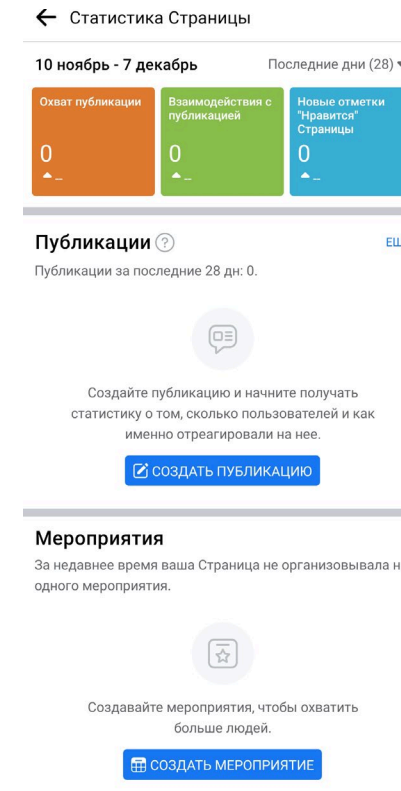 Статистика Страницы
10 ноябрь - 7 декабрь
Последние дни (28)
Охват публикации
0
Взаимодействия с
публикацией
0
Новые отметки
"Нравится"
Страницы
0
Публикации
ЕЩ
Публикации за последние 28 дн: 0.
Создайте публикацию и начните получать
статистику о том, сколько пользователей и как
именно отреагировали на нее.
СОЗДАТЬ ПУБЛИКАЦИЮ
Мероприятия
За недавнее время ваша Страница не организовывала н
одного мероприятия.
Создавайте мероприятия, чтобы охватить
больше людей.
СОЗДАТЬ МЕРОПРИЯТИЕ